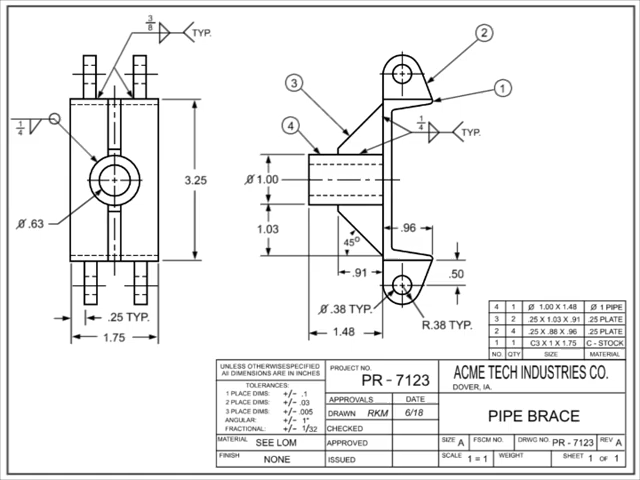 3/8 TYP.
2
3
1
4
1/4
1/4 TYP.
Ø 1.00
3.25
Ø .63
1.03
.96
45°
.91
.50
.25 TYP.
Ø .38 TYP.
1.75
1.48
R.38 TYP.
4 1 Ø 1.00 X 1.48 Ø 1 PIPE
3 2 .25 X 1.03 X .91 .25 PLATE
2 4 .25 X .88 X .96 .25 PLATE
1 1 C3 X 1 X 1.75 C - STOCK
NO. QTY SIZE MATERIAL
UNLESS OTHERWISESPECIFIED
All DIMENSIONS ARE IN INCHES
TOLERANCES:
1 PLACE DIMS: +/- .1
2 PLACE DIMS: +/- .03
3 PLACE DIMS: +/- .005
ANGULAR: +/- 1°
FRACTIONAL: +/- 1/32
MATERIAL SEE LOM
FINISH NONE
PROJECT NO.
PR - 7123
APPROVALS DATE
DRAWN RKM 6/18
CHECKED
APPROVED
ISSUED
ACME TECH INDUSTRIES CO.
DOVER, IA.
PIPE BRACE
SIZE A FSCM NO. DRWG NO. PR - 7123 REV A
SCALE 1 = 1 WEIGHT SHEET 1 OF 1